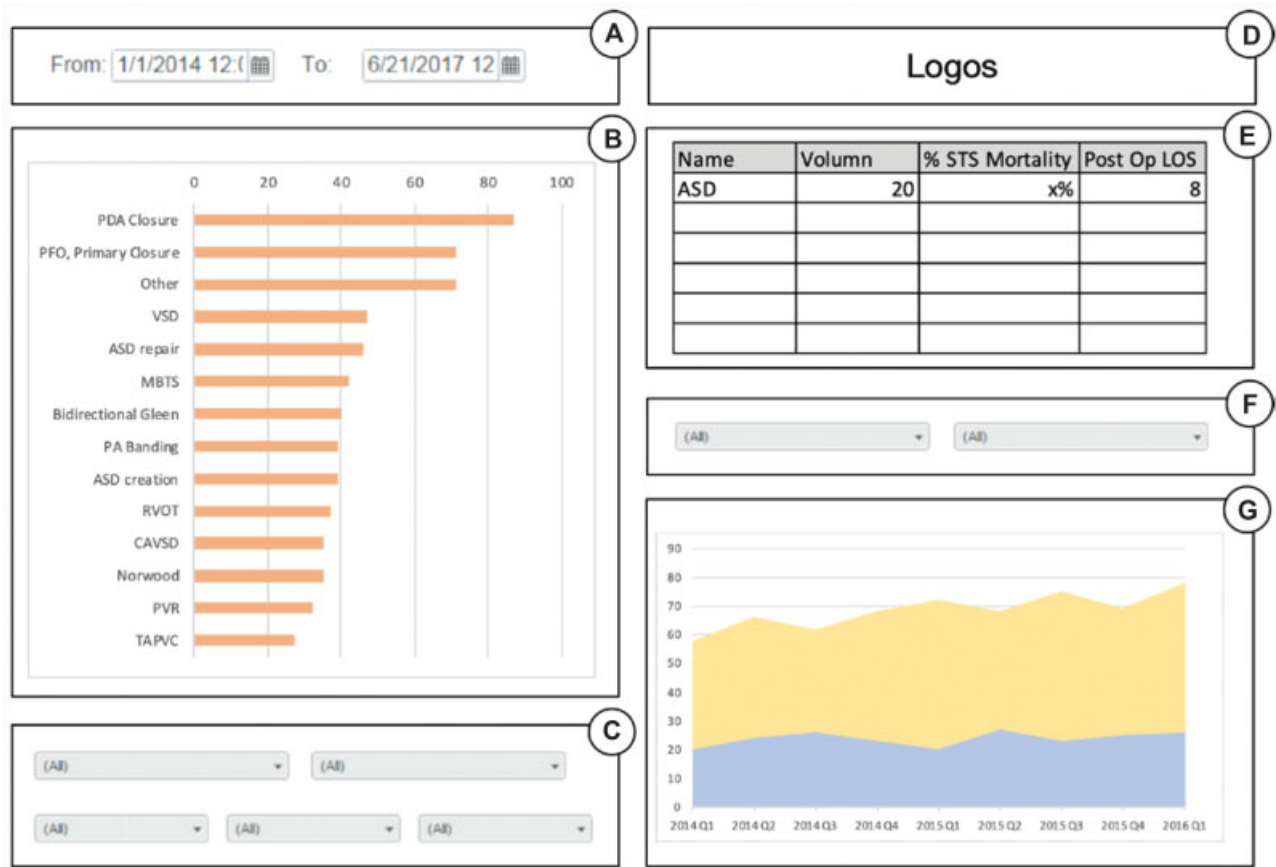 A
From: 1/1/2014 12:( To: 6/21/2017 12
B
0 20 40 60 80 100
PDA Closure
PFO, Primary Closure
Other
VSD
ASD repair
MBTS
Bidirectional Gleen
PA Banding
ASD creation
RVOT
CAVSD
Norwood
PVR
TAPVC
C
(All) (All)
(All) (All) (All)
D
Logos
E
Name Volumn % STS Mortality Post Op LOS
ASD 20 x% 8
F
(All) (All)
G
90
80
70
60
50
40
30
20
10
0
2014 Q1 2014 Q2 2014 Q3 2014 Q4 2015 Q1 2015 Q2 2015 Q3 2015 Q4 2016 Q1